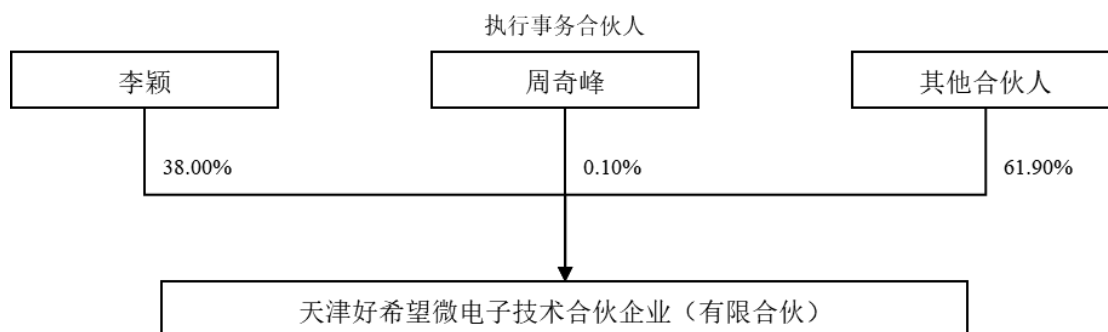 执行事务合伙人
李颖
周奇峰
其他合伙人
38.00%
0.10%
61.90%
天津好希望微电子技术合伙企业（有限合伙）